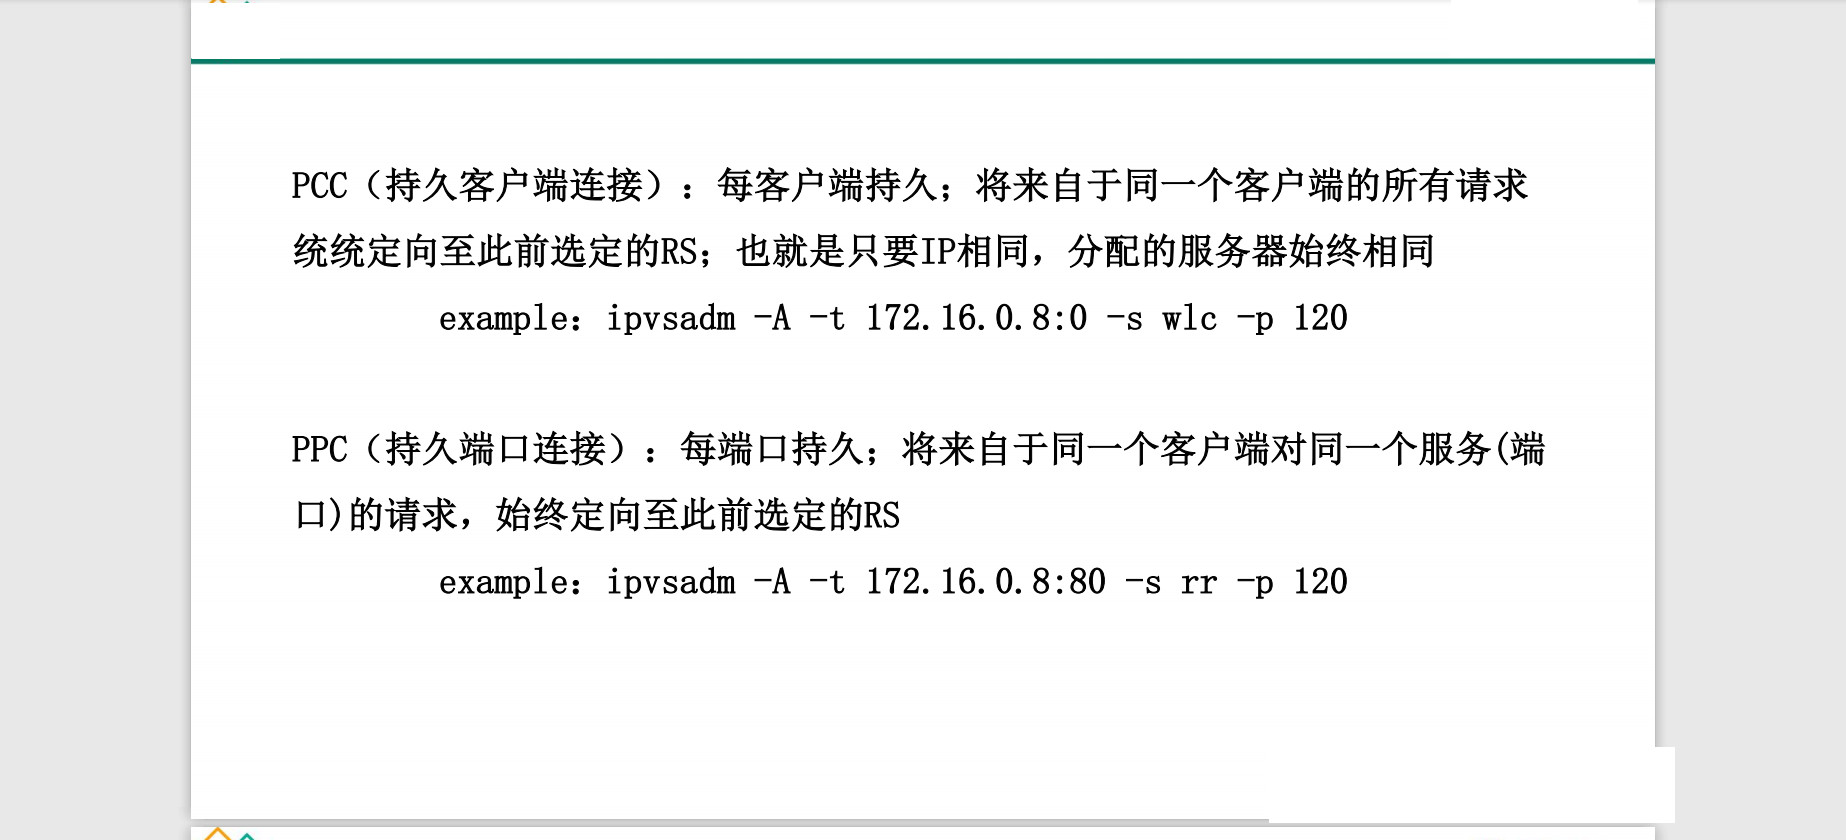 PCC（持久客户端连接）：每客户端持久；将来自于同一个客户端的所有请求
统统定向至此前选定的RS；也就是只要IP相同，分配的服务器始终相同
example：ipvsadm -A -t 172.16.0.8:0 -s wlc -p 120
PPC（持久端口连接）：每端口持久；将来自于同一个客户端对同一个服务(端
口)的请求，始终定向至此前选定的RS
example：ipvsadm -A -t 172.16.0.8:80 -s rr -p 120